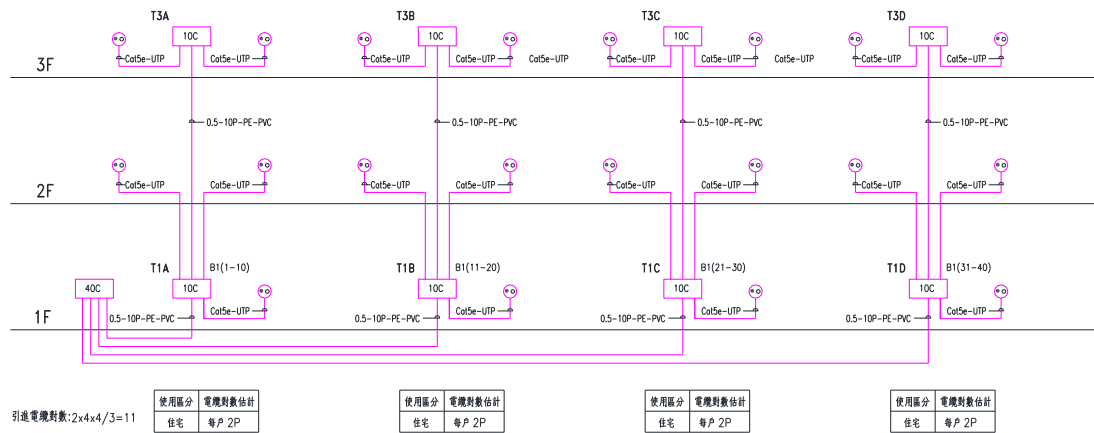 T3A T3B T3C T3D
10C 10C 10C 10C
3F Cat5e-UTP Cat5e-UTP Cat5e-UTP Cat5e-UTP Cat5e-UTP Cat5e-UTP Cat5e-UTP Cat5e-UTP Cat5e-UTP Cat5e-UTP
0.5-10P-PE-PVC 0.5-10P-PE-PVC 0.5-10P-PE-PVC 0.5-10P-PE-PVC
2F Cat5e-UTP Cat5e-UTP Cat5e-UTP Cat5e-UTP Cat5e-UTP Cat5e-UTP Cat5e-UTP Cat5e-UTP
T1A B1(1-10) T1B B1(11-20) T1C B1(21-30) T1D B1(31-40)
40C 10C 10C 10C 10C
Cat5e-UTP Cat5e-UTP Cat5e-UTP Cat5e-UTP
1F 0.5-10P-PE-PVC 0.5-10P-PE-PVC 0.5-10P-PE-PVC 0.5-10P-PE-PVC
使用區分 電纜對數估計 使用區分 電纜對數估計 使用區分 電纜對數估計 使用區分 電纜對數估計
引進電纜對數:2x4x4/3=11 住宅 每戶 2P 住宅 每戶 2P 住宅 每戶 2P 住宅 每戶 2P